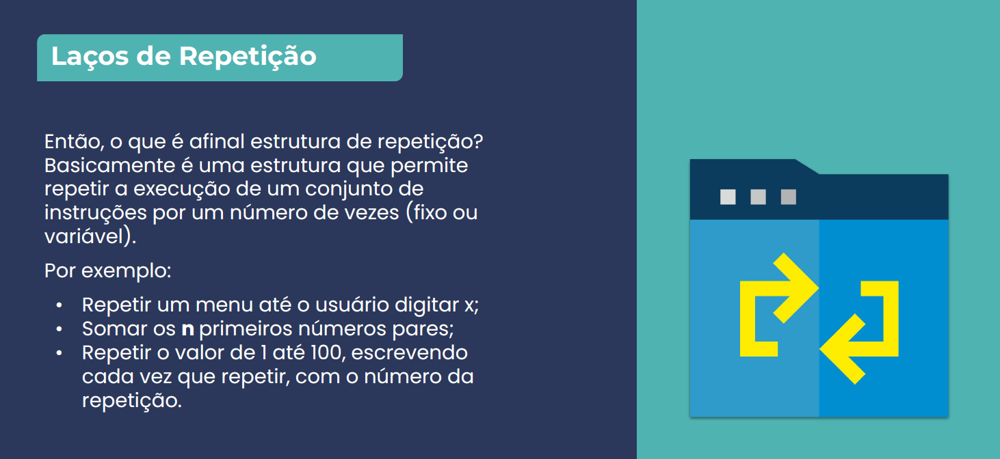 Laços de Repetição
Então, o que é afinal estrutura de repetição?
Basicamente é uma estrutura que permite
repetir a execução de um conjunto de
instruções por um número de vezes (fixo ou
variável).
Por exemplo:
• Repetir um menu até o usuário digitar x;
• Somar os n primeiros números pares;
• Repetir o valor de 1 até 100, escrevendo
cada vez que repetir, com o número da
repetição.